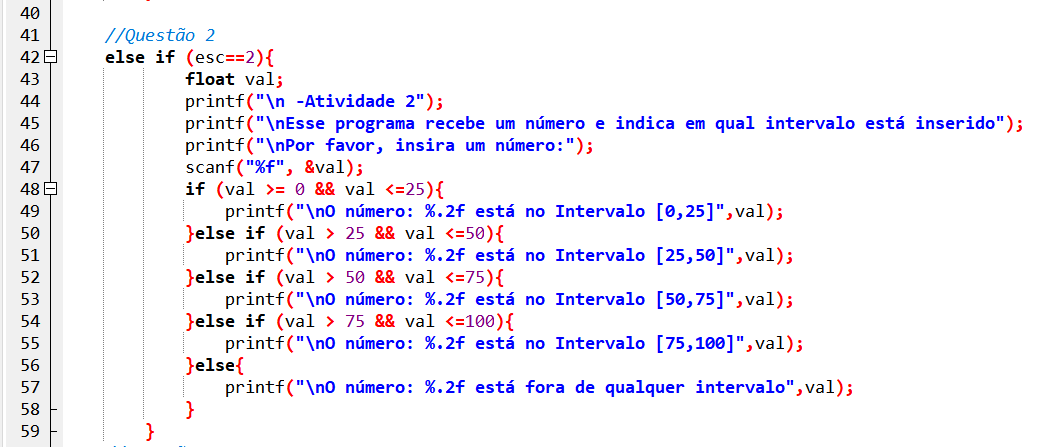 40
41 //Questão 2
42 else if (esc==2){
43 float val;
44 printf("\n -Atividade 2");
45 printf("\nEsse programa recebe um número e indica em qual intervalo está inserido");
46 printf("\nPor favor, insira um número:");
47 scanf("%f", &val);
48 if (val >= 0 && val <=25){
49 printf("\nO número: %.2f está no Intervalo [0,25]",val);
50 }else if (val > 25 && val <=50){
51 printf("\nO número: %.2f está no Intervalo [25,50]",val);
52 }else if (val > 50 && val <=75){
53 printf("\nO número: %.2f está no Intervalo [50,75]",val);
54 }else if (val > 75 && val <=100){
55 printf("\nO número: %.2f está no Intervalo [75,100]",val);
56 }else{
57 printf("\nO número: %.2f está fora de qualquer intervalo",val);
58 }
59 }